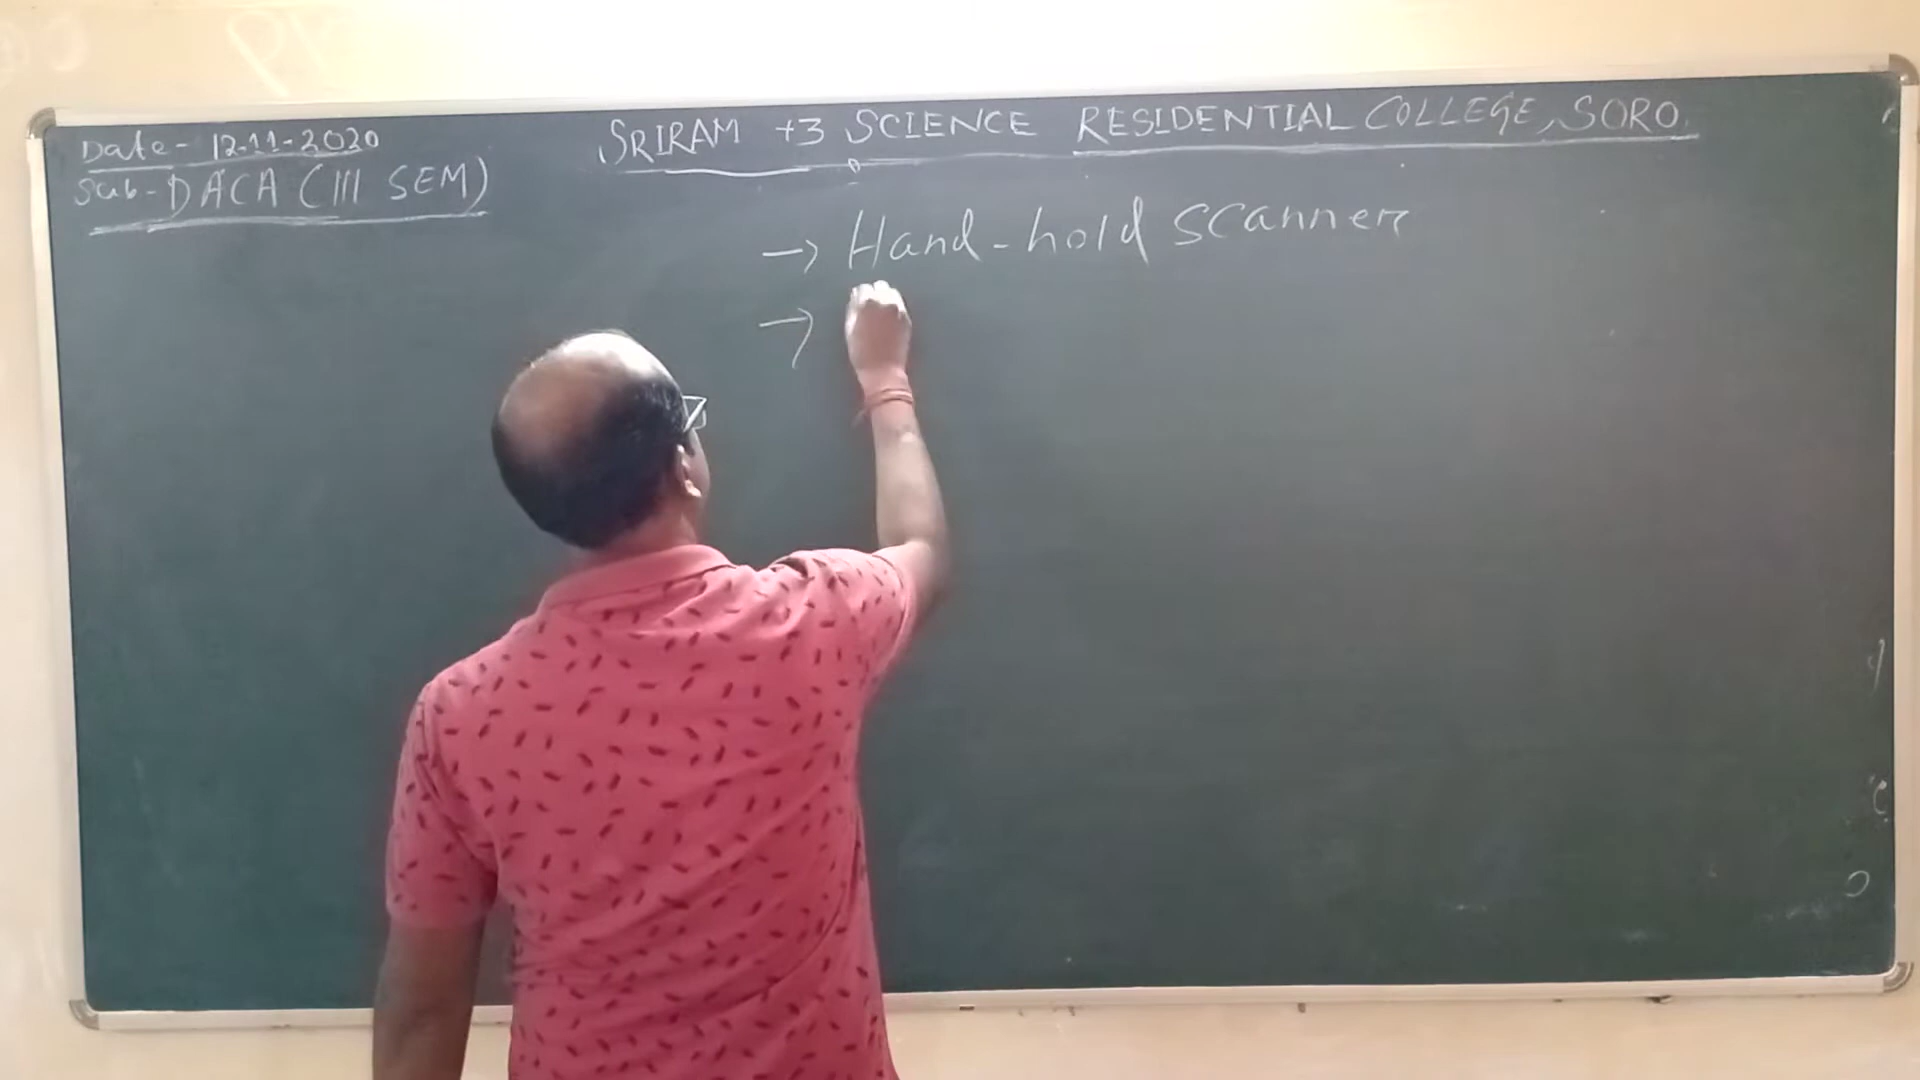 SRIRAM +3 SCIENCE RESIDENTIAL COLLEGE, SORO
Date- 12-11-2020
Sub-DACA (III SEM)
→ Hand-hold scanner
→